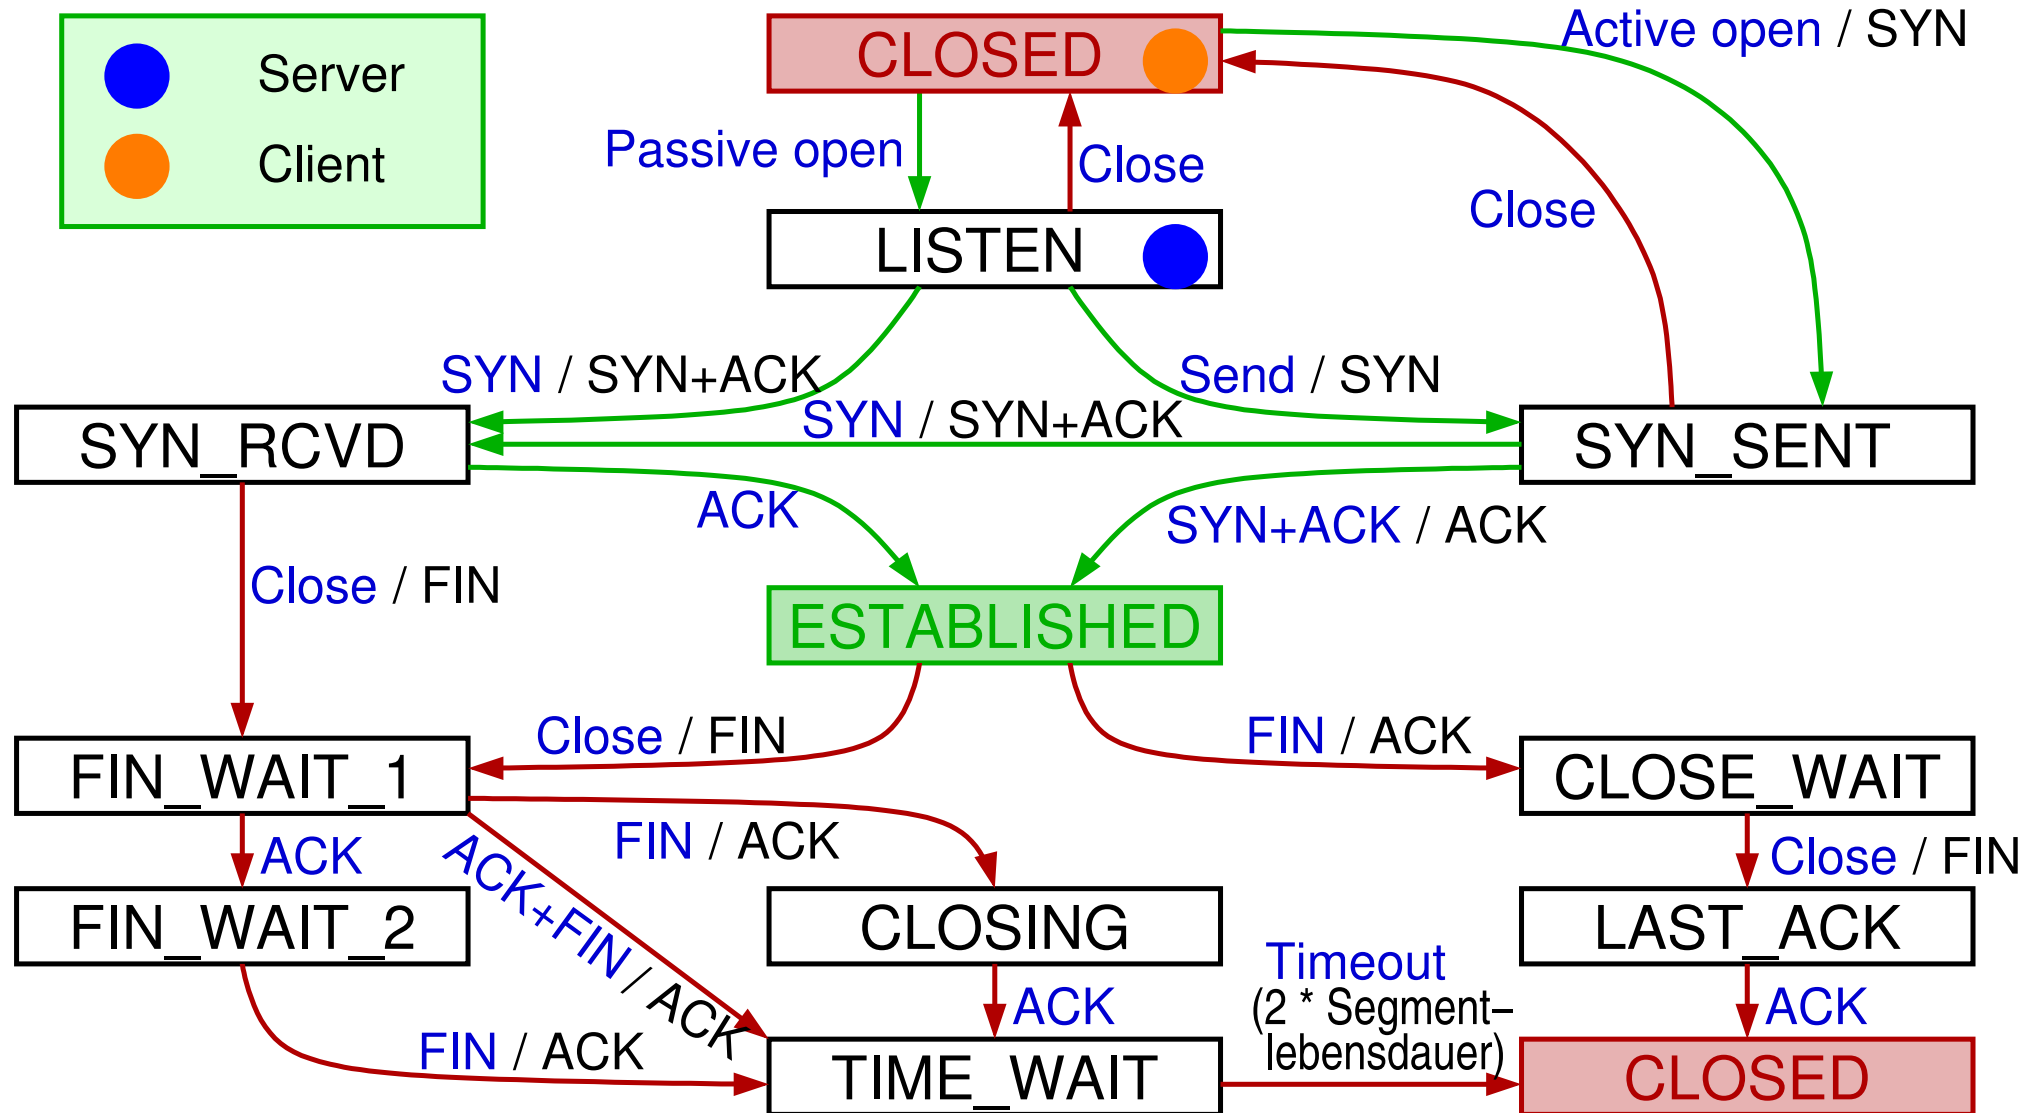 Server
Client
CLOSED
Active open / SYN
Passive open
Close
Close
LISTEN
SYN / SYN+ACK
Send / SYN
SYN / SYN+ACK
SYN_RCVD
SYN_SENT
ACK
SYN+ACK / ACK
Close / FIN
ESTABLISHED
Close / FIN
FIN / ACK
FIN_WAIT_1
CLOSE_WAIT
ACK
ACK+FIN / ACK
FIN / ACK
Close / FIN
FIN_WAIT_2
CLOSING
LAST_ACK
Timeout
(2 * Segment–
lebensdauer)
ACK
ACK
FIN / ACK
TIME_WAIT
CLOSED